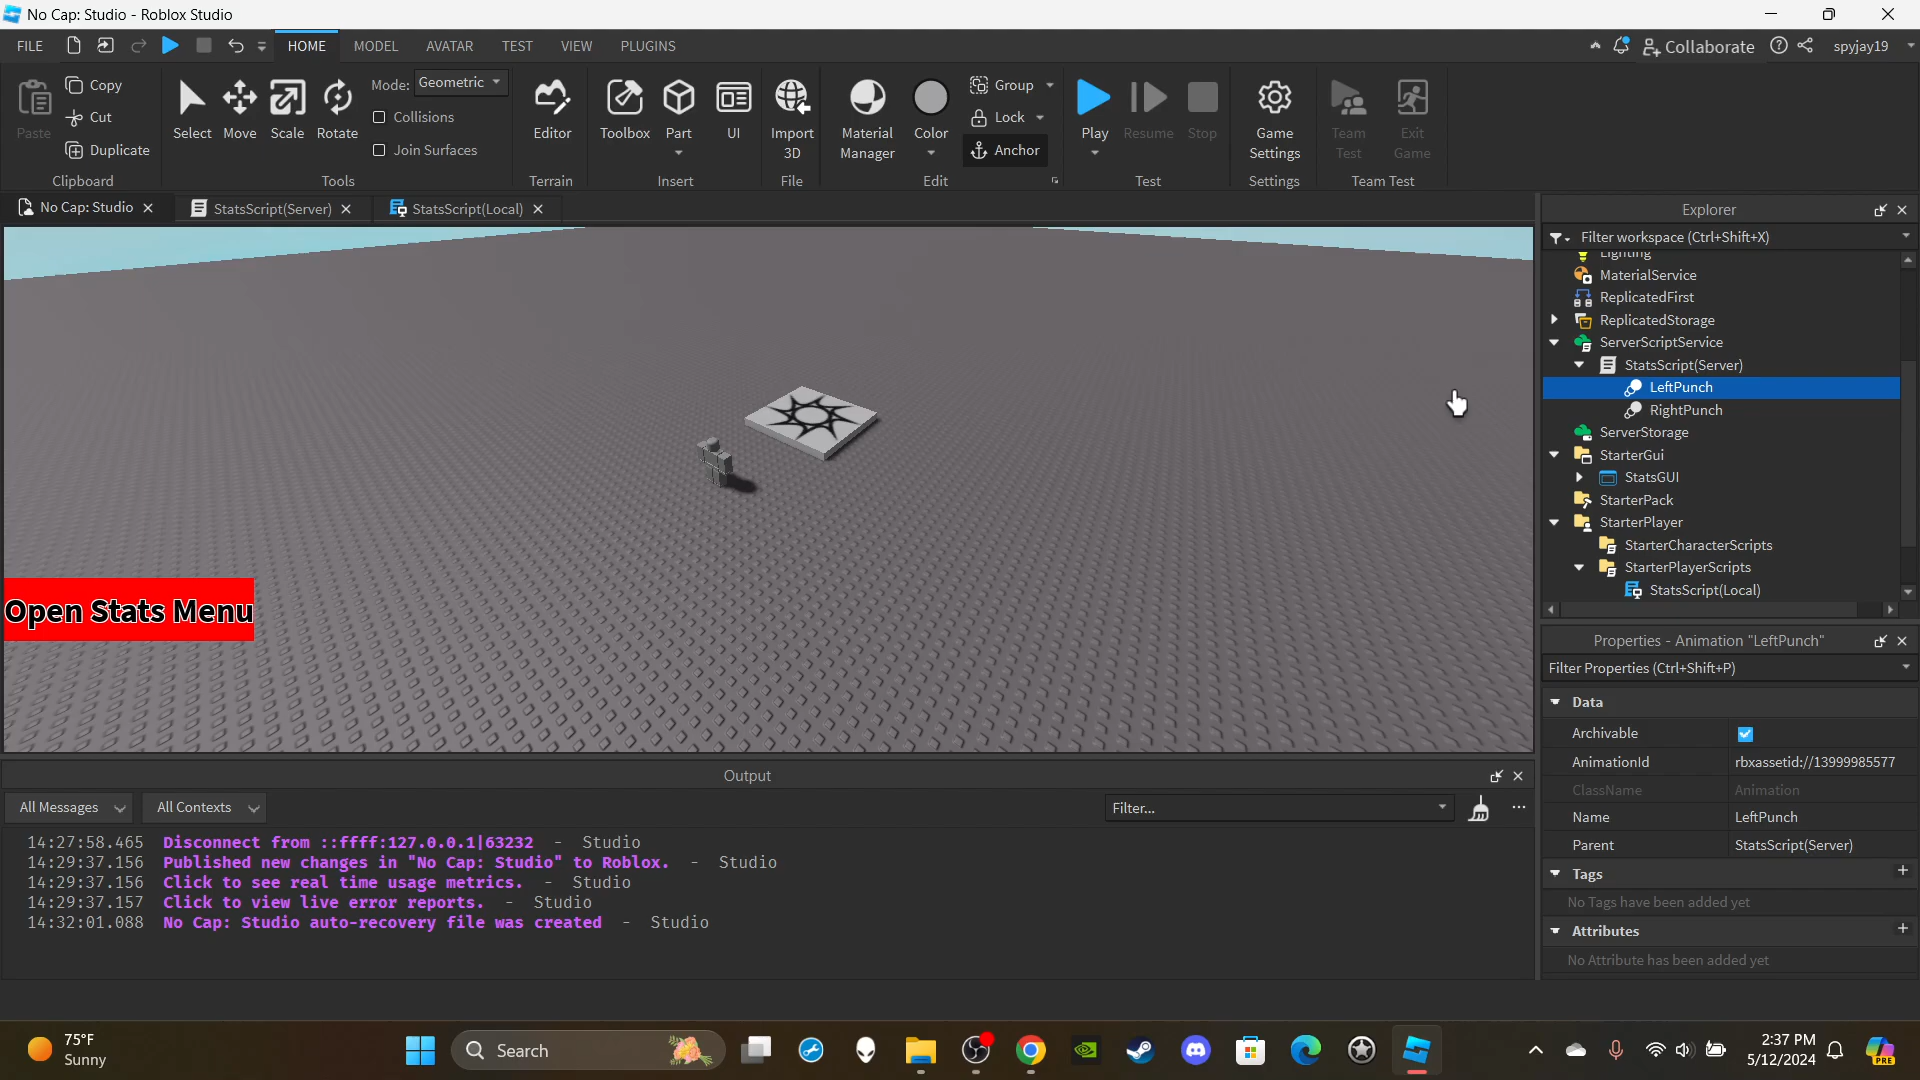 No Cap: Studio - Roblox Studio
FILE HOME MODEL AVATAR TEST VIEW PLUGINS Collaborate spyjay19
Paste Copy Cut Duplicate Clipboard
Select Move Scale Rotate Mode: Geometric Collisions Join Surfaces Tools
Editor Terrain
Toolbox Part UI Insert
Import 3D File
Material Manager Color Group Lock Anchor Edit
Play Resume Stop Test
Game Settings Settings
Team Test Exit Game Team Test
No Cap: Studio StatsScript(Server) StatsScript(Local)
Open Stats Menu
Explorer
Filter workspace (Ctrl+Shift+X)
Lighting
MaterialService
ReplicatedFirst
ReplicatedStorage
ServerScriptService
StatsScript(Server)
LeftPunch
RightPunch
ServerStorage
StarterGui
StatsGUI
StarterPack
StarterPlayer
StarterCharacterScripts
StarterPlayerScripts
StatsScript(Local)
Properties - Animation "LeftPunch"
Filter Properties (Ctrl+Shift+P)
Data
Archivable
AnimationId rbxassetid://13999985577
ClassName Animation
Name LeftPunch
Parent StatsScript(Server)
Tags +
No Tags have been added yet
Attributes +
No Attribute has been added yet
Output
All Messages All Contexts Filter... ...
14:27:58.465 Disconnect from ::ffff:127.0.0.1|63232 - Studio
14:29:37.156 Published new changes in "No Cap: Studio" to Roblox. - Studio
14:29:37.156 Click to see real time usage metrics. - Studio
14:29:37.157 Click to view live error reports. - Studio
14:32:01.088 No Cap: Studio auto-recovery file was created - Studio
75°F
Sunny
Search
2:37 PM
5/12/2024
PRE